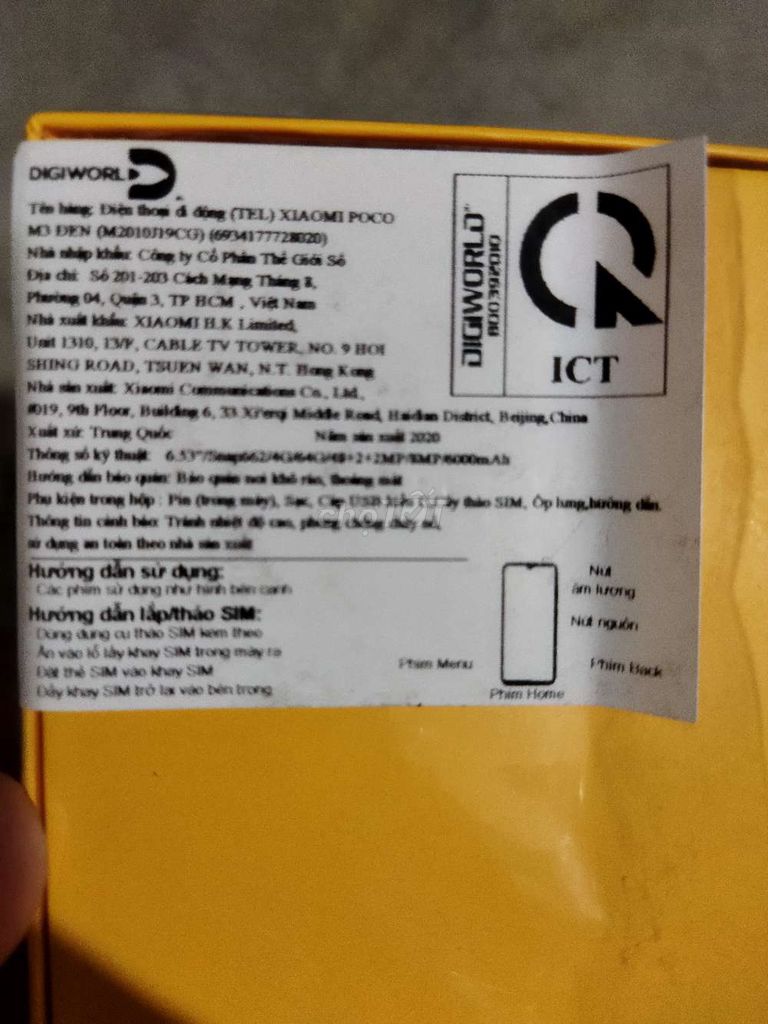 DIGIWORLD
Tên hàng: Điện thoại di động (TEL) XIAOMI POCO
M3 ĐEN (M2010J19CG) (6934177728020)
Nhà nhập khẩu: Công ty Cổ Phần Thế Giới Số
Địa chỉ: Số 201-203 Cách Mạng Tháng 8,
Phường 04, Quận 3, TP HCM , Việt Nam
Nhà xuất khẩu: XIAOMI H.K Limited,
Unit 1310, 13/F, CABLE TV TOWER, NO. 9 HOI
SHING ROAD, TSUEN WAN, N.T. Hong Kong
Nhà sản xuất: Xiaomi Communications Co., Ltd.,
#019, 9th Floor, Building 6, 33 Xi'erqi Middle Road, Haidian District, Beijing,China
Xuất xứ: Trung Quốc Năm sản xuất 2020
Thông số kỹ thuật: 6.53"/Snap662/4G/64G/48+2+2MP/8MP/6000mAh
Hướng dẫn bảo quản: Bảo quản nơi khô ráo, thoáng mát
Phụ kiện trong hộp : Pin (trong máy), Sạc, Cáp USB, cây tháo SIM, Ốp lưng,hướng dẫn.
Thông tin cảnh báo: Tránh nhiệt độ cao, phòng chống cháy nổ,
sử dụng an toàn theo nhà sản xuất
Hướng dẫn sử dụng:
Các phím sử dụng như hình bên cạnh
Hướng dẫn lắp/tháo SIM:
Dùng dụng cụ tháo SIM kèm theo
Ấn vào lỗ lấy khay SIM trong máy ra
Đặt thẻ SIM vào khay SIM
Đẩy khay SIM trở lại vào bên trong
Nút
âm lượng
Nút nguồn
Phím Menu
Phím Back
Phím Home
DIGIWORLD
800392010
ICT
chợTỐT